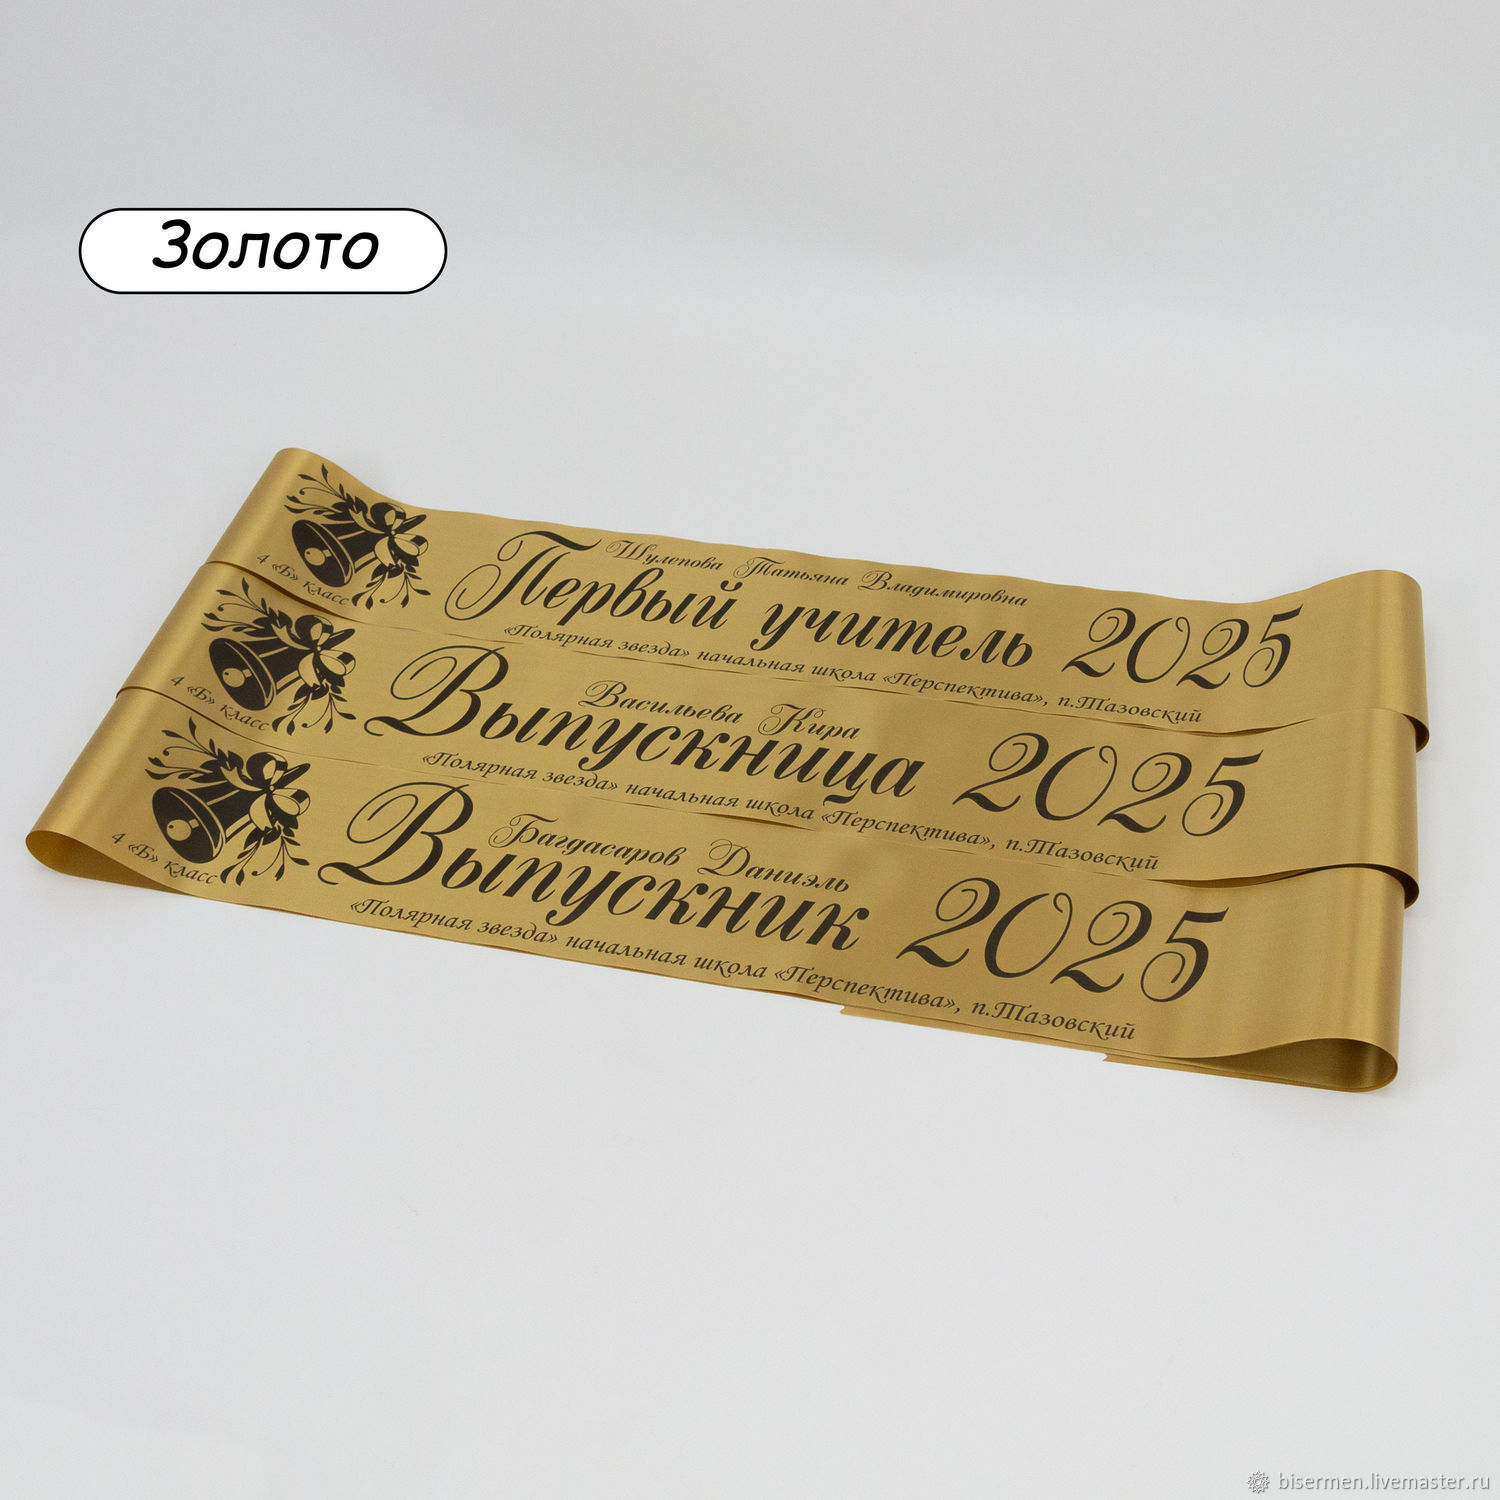 Золото
Шулепова Татьяна Владимировна
Первый учитель 2025
4 «Б» класс
«Полярная звезда» начальная школа «Перспектива», п.Тазовский
Васильева Кира
Выпускница 2025
4 «Б» класс
«Полярная звезда» начальная школа «Перспектива», п.Тазовский
Багдасаров Даниэль
Выпускник 2025
4 «Б» класс
«Полярная звезда» начальная школа «Перспектива», п.Тазовский
bisermen.livemaster.ru